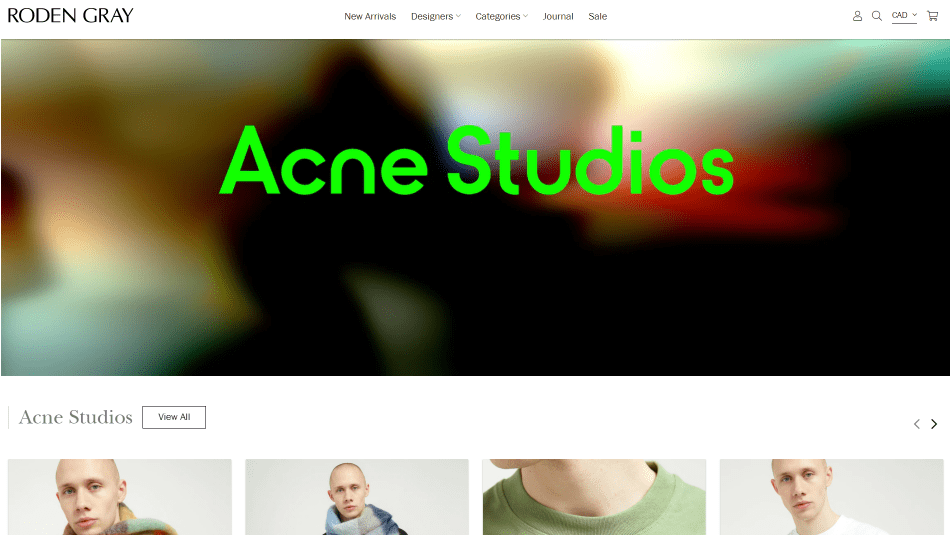 RODEN GRAY
New Arrivals Designers Categories Journal Sale
CAD
Acne Studios
Acne Studios
View All